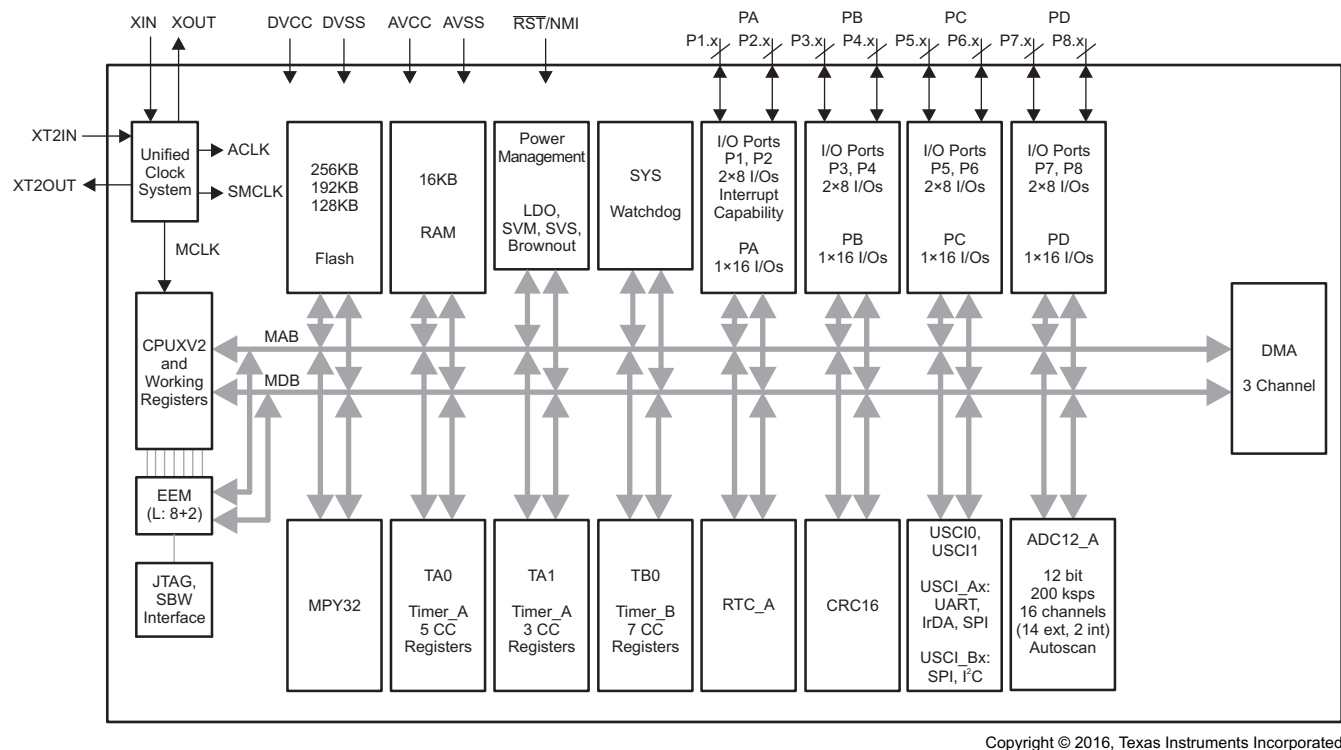 XIN XOUT DVCC DVSS AVCC AVSS RST/NMI PA PB PC PD
P1.x P2.x P3.x P4.x P5.x P6.x P7.x P8.x
XT2IN
XT2OUT
Unified
Clock
System
ACLK
SMCLK
MCLK
256KB
192KB
128KB
Flash
16KB
RAM
Power
Management
LDO,
SVM, SVS,
Brownout
SYS
Watchdog
I/O Ports
P1, P2
2×8 I/Os
Interrupt
Capability
PA
1×16 I/Os
I/O Ports
P3, P4
2×8 I/Os
PB
1×16 I/Os
I/O Ports
P5, P6
2×8 I/Os
PC
1×16 I/Os
I/O Ports
P7, P8
2×8 I/Os
PD
1×16 I/Os
CPUXV2
and
Working
Registers
MAB
MDB
DMA
3 Channel
EEM
(L: 8+2)
JTAG,
SBW
Interface
MPY32
TA0
Timer_A
5 CC
Registers
TA1
Timer_A
3 CC
Registers
TB0
Timer_B
7 CC
Registers
RTC_A
CRC16
USCI0,
USCI1
USCI_Ax:
UART,
IrDA, SPI
USCI_Bx:
SPI, I²C
ADC12_A
12 bit
200 ksps
16 channels
(14 ext, 2 int)
Autoscan
Copyright © 2016, Texas Instruments Incorporated